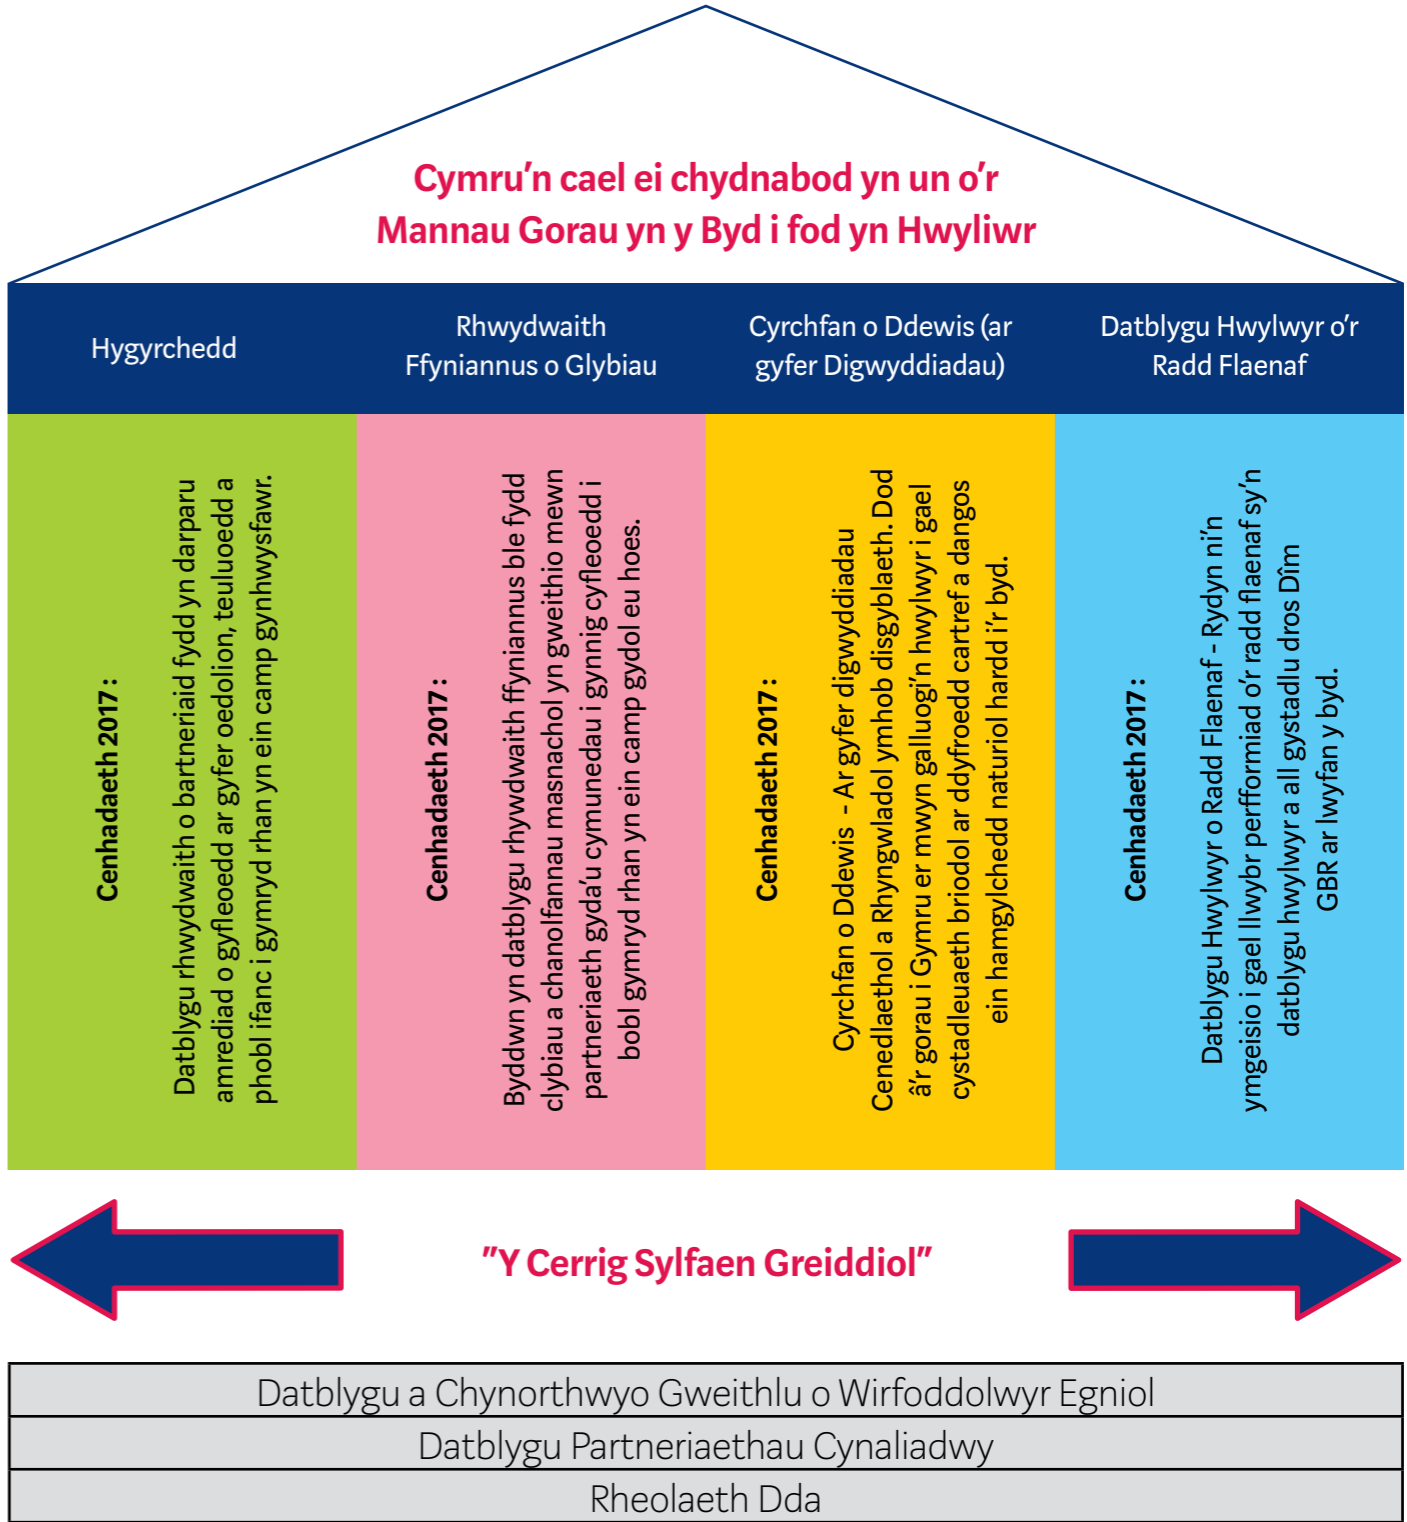 Cymru'n cael ei chydnabod yn un o'r
Mannau Gorau yn y Byd i fod yn Hwyliwr
Hygyrchedd
Rhwydwaith
Ffyniannus o Glybiau
Cyrchfan o Ddewis (ar
gyfer Digwyddiadau)
Datblygu Hwylwyr o'r
Radd Flaenaf
Cenhadaeth 2017 :
Datblygu rhwydwaith o bartneriaid fydd yn darparu
amrediad o gyfleoedd ar gyfer oedolion, teuluoedd a
phobl ifanc i gymryd rhan yn ein camp gynhwysfawr.
Cenhadaeth 2017 :
Byddwn yn datblygu rhywdwaith ffyniannus ble fydd
clybiau a chanolfannau masnachol yn gweithio mewn
partneriaeth gyda'u cymunedau i gynnig cyfleoedd i
bobl gymryd rhan yn ein camp gydol eu hoes.
Cenhadaeth 2017 :
Cyrchfan o Ddewis - Ar gyfer digwyddiadau
Cenedlaethol a Rhyngwladol ymhob disgyblaeth. Dod
â'r gorau i Gymru er mwyn galluogi'n hwylwyr i gael
cystadleuaeth briodol ar ddyfroedd cartref a dangos
ein hamgylchedd naturiol hardd i'r byd.
Cenhadaeth 2017 :
Datblygu Hwylwyr o Radd Flaenaf - Rydyn ni'n
ymgeisio i gael llwybr perfformiad o'r radd flaenaf sy'n
datblygu hwylwyr a all gystadlu dros Dîm
GBR ar lwyfan y byd.
"Y Cerrig Sylfaen Greiddiol"
Datblygu a Chynorthwyo Gweithlu o Wirfoddolwyr Egniol
Datblygu Partneriaethau Cynaliadwy
Rheolaeth Dda